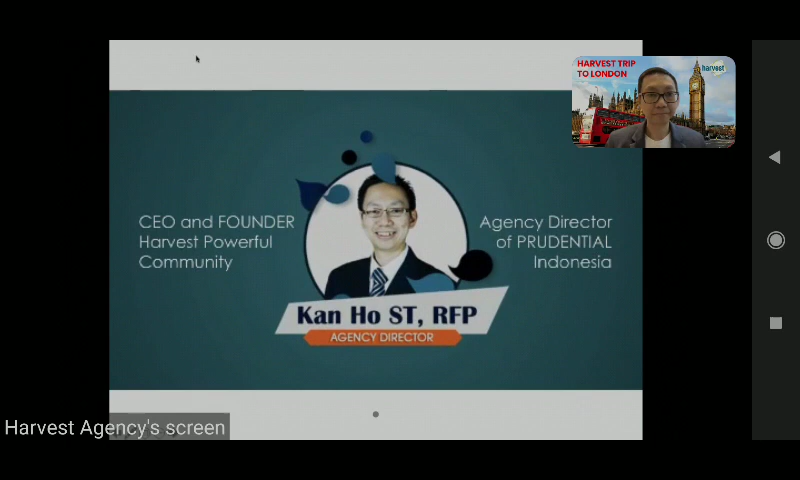 HARVEST TRIP
TO LONDON
harvest
CEO and FOUNDER
Harvest Powerful
Community
Agency Director
of PRUDENTIAL
Indonesia
Kan Ho ST, RFP
AGENCY DIRECTOR
Harvest Agency's screen